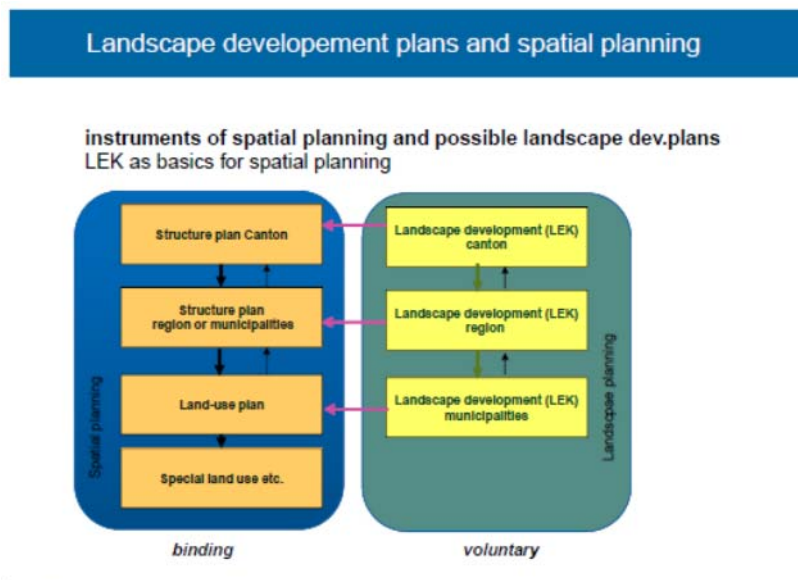 Landscape developement plans and spatial planning
instruments of spatial planning and possible landscape dev.plans
LEK as basics for spatial planning
Structure plan Canton
Structure plan
region or municipalities
Land-use plan
Special land use etc.
Spatial planning
binding
Landscape development (LEK)
canton
Landscape development (LEK)
region
Landscape development (LEK)
municipalities
Landscpae planning
voluntary